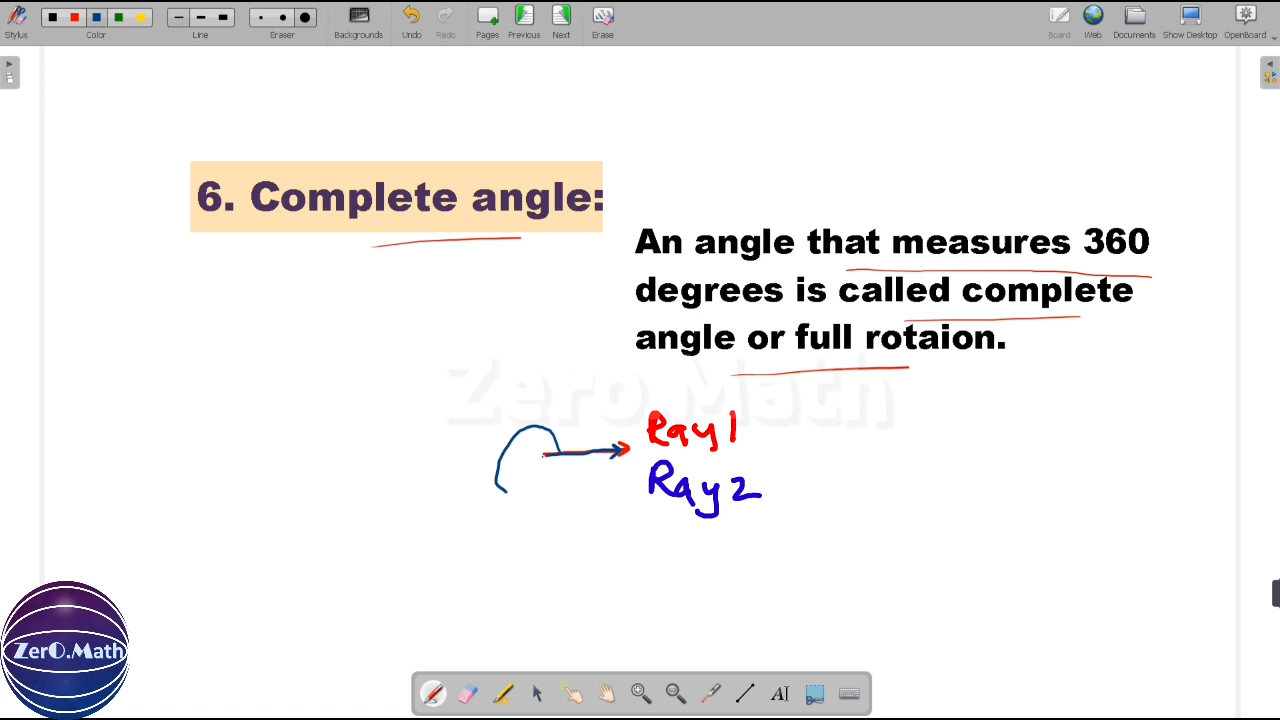 Stylus Color Line Eraser Backgrounds Undo Redo Pages Previous Next Erase Board Web Documents Show Desktop OpenBoard
6. Complete angle:
An angle that measures 360
degrees is called complete
angle or full rotaion.
Zero Math
Ray 1
Ray 2
ZerO.Math
AI